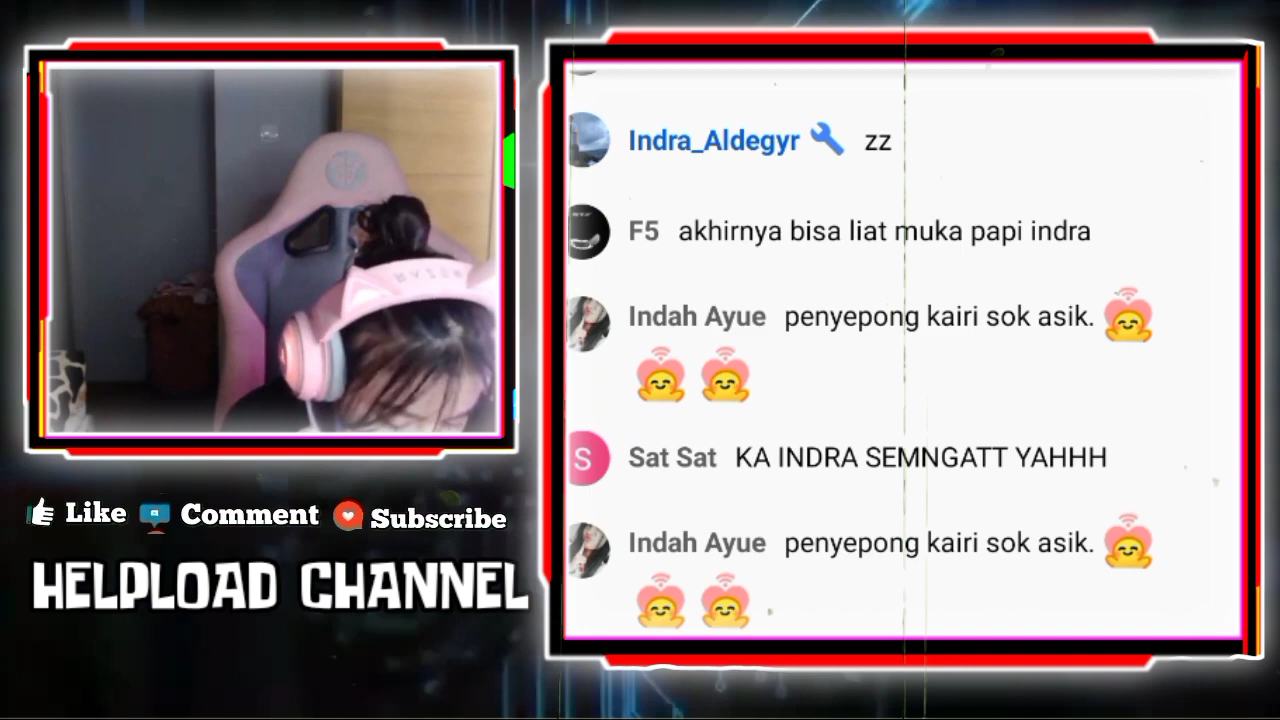 Indra_Aldegyr zz
F5 akhirnya bisa liat muka papi indra
Indah Ayue penyepong kairi sok asik.
S Sat Sat KA INDRA SEMNGATT YAHHH
Indah Ayue penyepong kairi sok asik.
Like Comment Subscribe
HELPLOAD CHANNEL